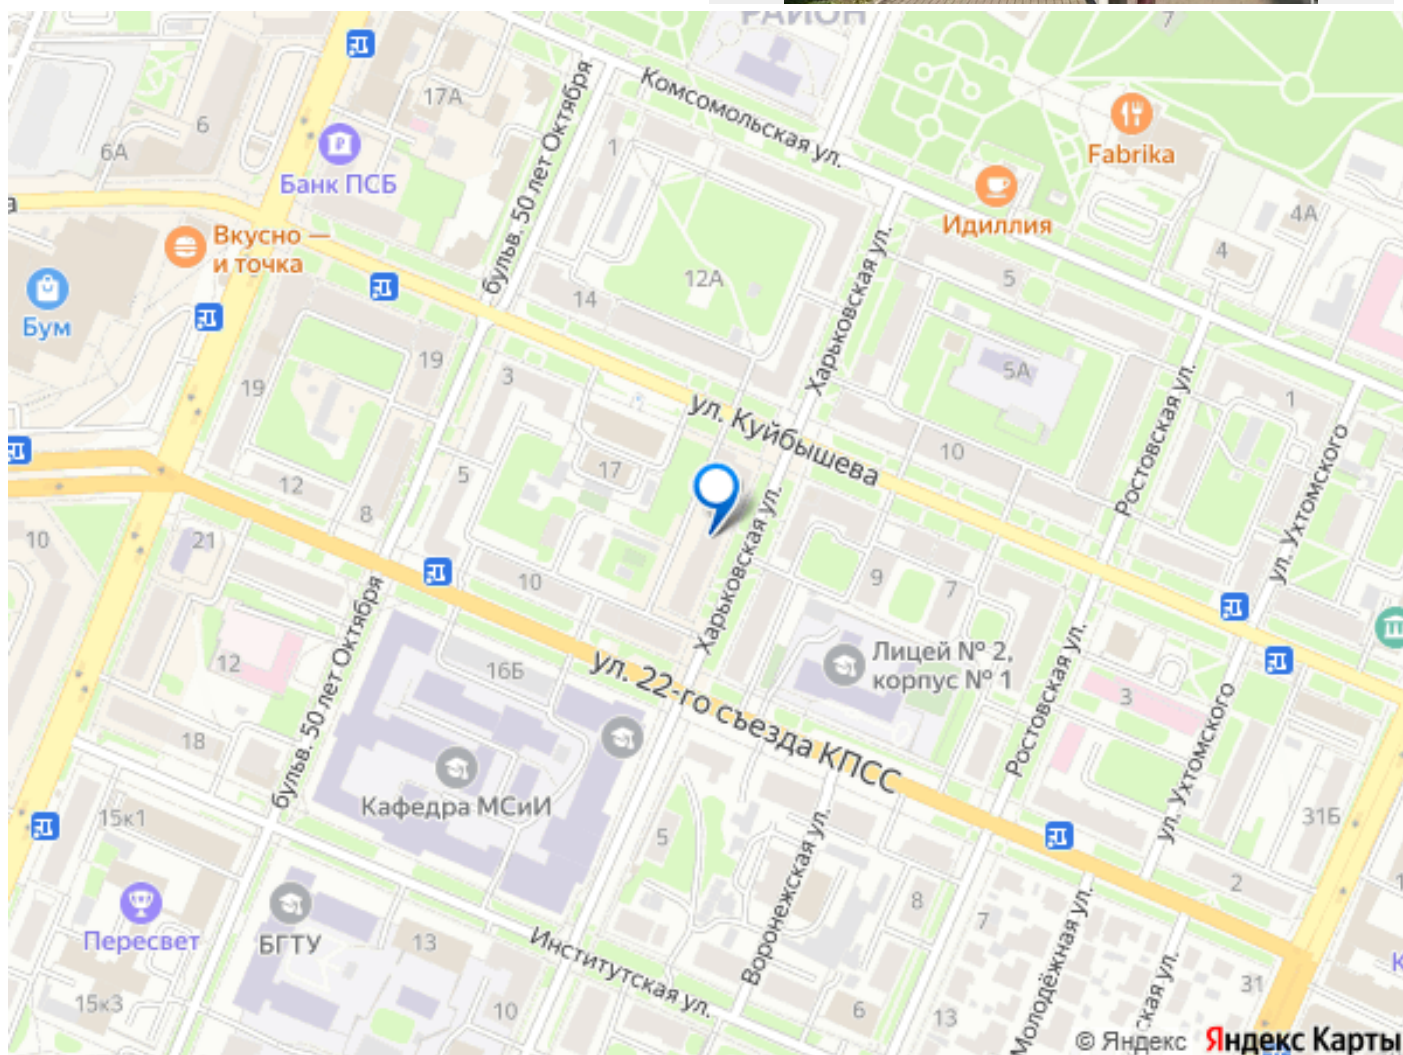 РАЙОН
7
Комсомольская ул.
17А
6
6А
Банк ПСБ
бульв. 50 лет Октября
1
Fabrika
Идиллия
4А
4
5
а
Вкусно —
и точка
Бум
14
12А
Харьковская ул.
19
19
3
5А
1
ул. Куйбышева
10
Ростовская ул.
ул. Ухтомского
5
17
12
8
10
21
10
Харьковская ул.
9
7
Лицей № 2,
корпус № 1
12
16Б
ул. 22-го съезда КПСС
бульв. 50 лет Октября
3
Ростовская ул.
ул. Ухтомского
18
Кафедра МСиИ
15к1
5
31Б
Воронежская ул.
2
8
7
Пересвет
БГТУ
13
Институтская ул.
Молодёжная ул.
ская ул.
31
15к3
10
6
13
© Яндекс Яндекс Карты